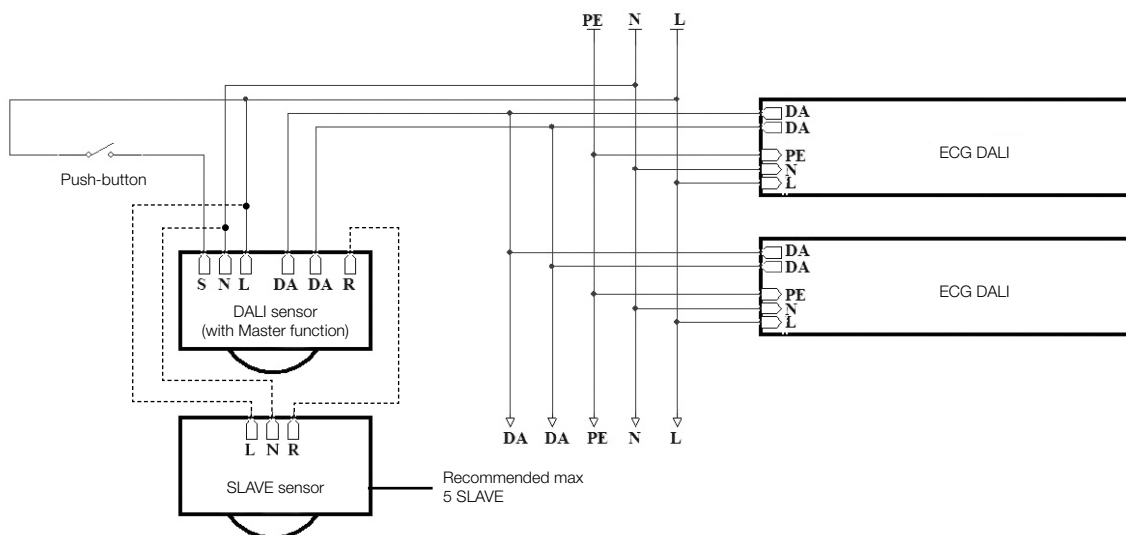 PE N L
DA
DA
PE
N
L
ECG DALI
Push-button
S N L DA DA R
DALI sensor
(with Master function)
DA
DA
PE
N
L
ECG DALI
DA DA PE N L
L N R
SLAVE sensor
Recommended max
5 SLAVE